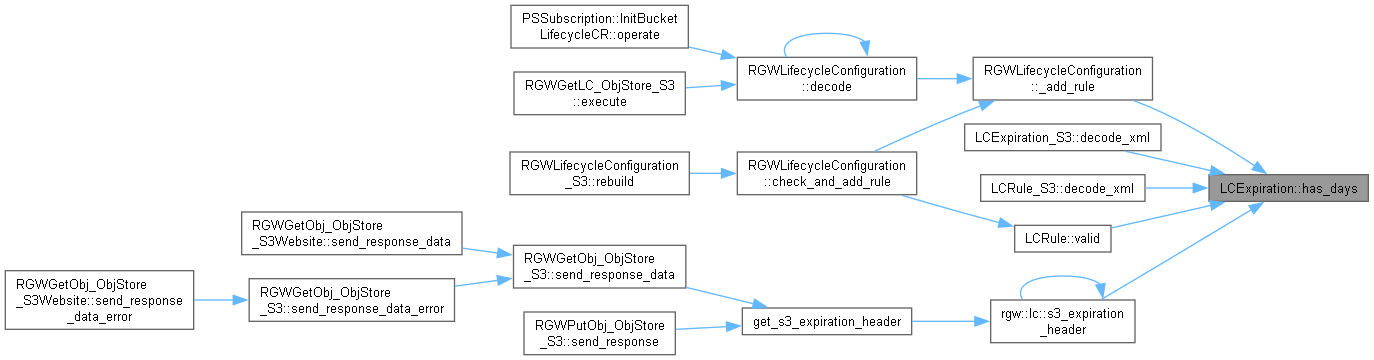 PSSubscription::InitBucket
LifecycleCR::operate
RGWGetLC_ObjStore_S3
::execute
RGWLifecycleConfiguration
::decode
RGWLifecycleConfiguration
::_add_rule
LCExpiration_S3::decode_xml
RGWLifecycleConfiguration
_S3::rebuild
RGWLifecycleConfiguration
::check_and_add_rule
LCRule_S3::decode_xml
LCExpiration::has_days
LCRule::valid
RGWGetObj_ObjStore
_S3Website::send_response_data
RGWGetObj_ObjStore
_S3::send_response_data
RGWGetObj_ObjStore
_S3Website::send_response
_data_error
RGWGetObj_ObjStore
_S3::send_response_data_error
RGWPutObj_ObjStore
_S3::send_response
get_s3_expiration_header
rgw::lc::s3_expiration
_header